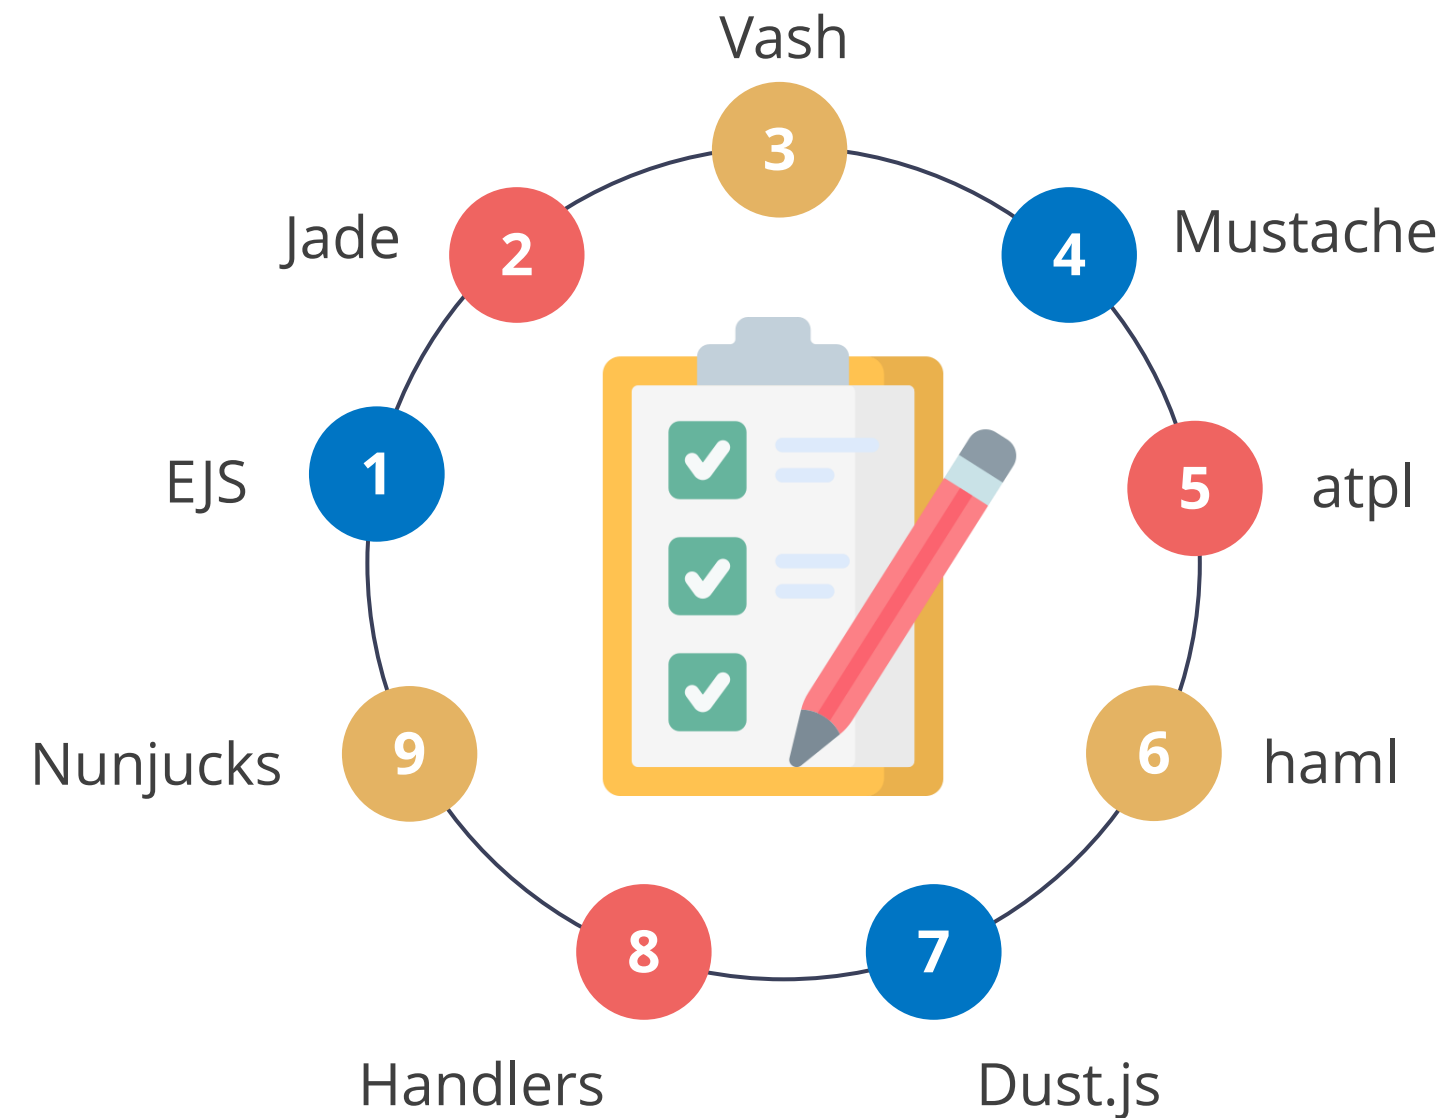 Vash
3
Jade
2
4
Mustache
EJS
1
5
atpl
Nunjucks
9
6
haml
8
7
Handlers
Dust.js